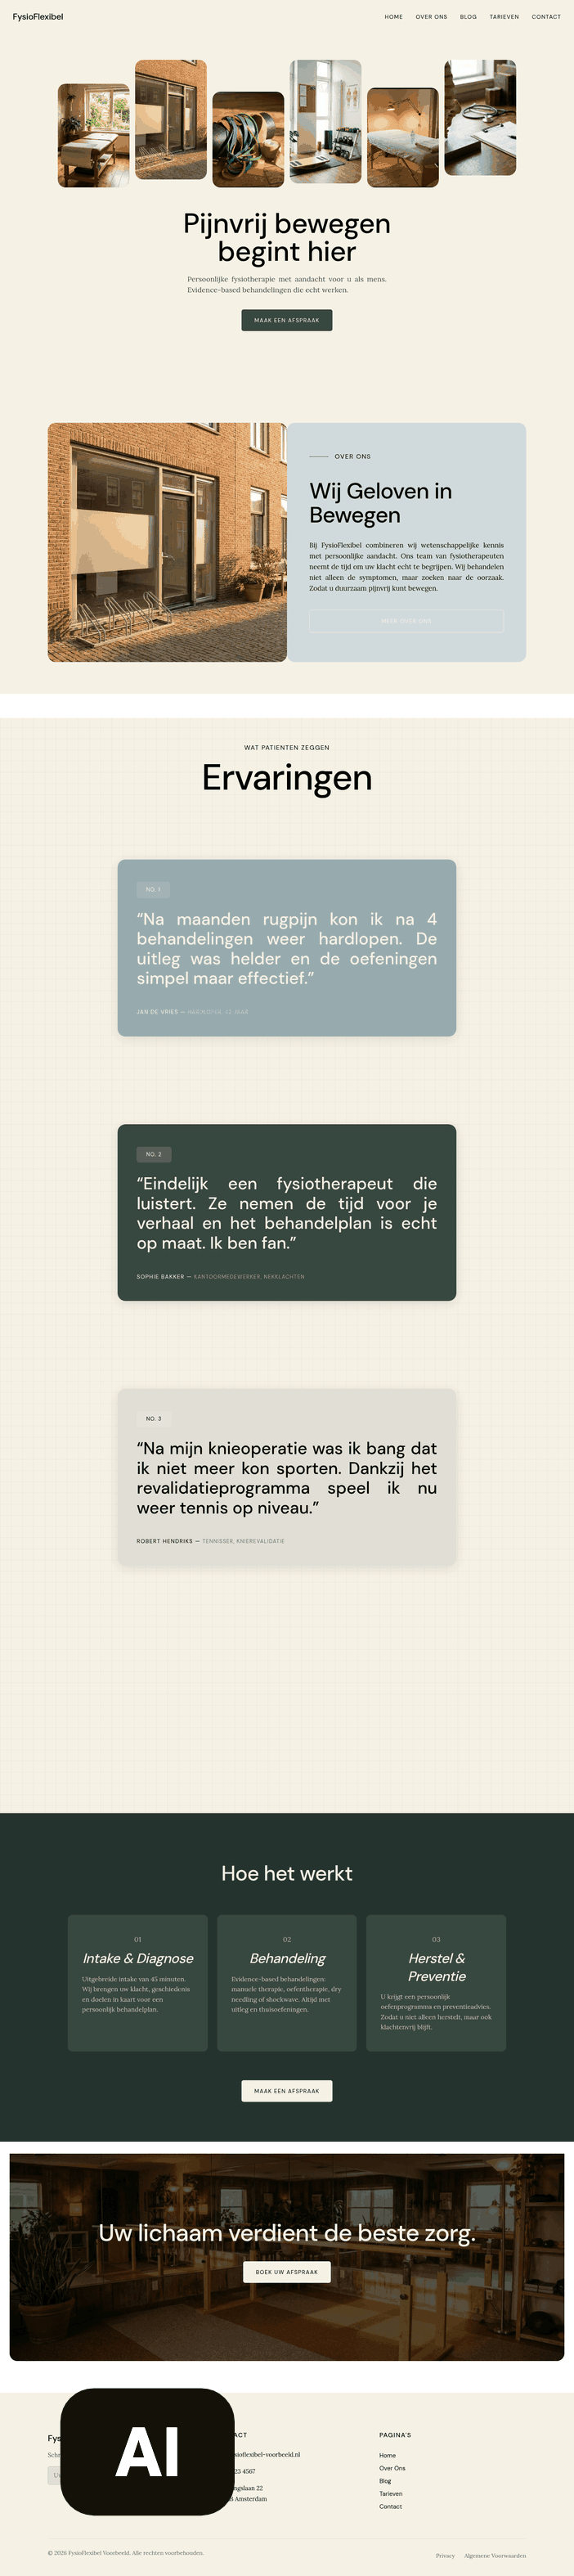 FysioFlexibel
HOME OVER ONS BLOG TARIEVEN CONTACT
Pijnvrij bewegen
begint hier
Persoonlijke fysiotherapie met aandacht voor u als mens.
Evidence-based behandelingen die echt werken.
MAAK EEN AFSPRAAK
OVER ONS
Wij Geloven in
Bewegen
Bij FysioFlexibel combineren wij wetenschappelijke kennis
met persoonlijke aandacht. Ons team van fysiotherapeuten
neemt de tijd om uw klacht echt te begrijpen. Wij behandelen
niet alleen de symptomen, maar zoeken naar de oorzaak.
Zodat u duurzaam pijnvrij kunt bewegen.
MEER OVER ONS
WAT PATIENTEN ZEGGEN
Ervaringen
NO. 1
“Na maanden rugpijn kon ik na 4
behandelingen weer hardlopen. De
uitleg was helder en de oefeningen
simpel maar effectief.”
JAN DE VRIES —
NO. 2
“Eindelijk een fysiotherapeut die
luistert. Ze nemen de tijd voor je
verhaal en het behandelplan is echt
op maat. Ik ben fan.”
SOPHIE BAKKER — KANTOORMEDEWERKER, NEKKLACHTEN
NO. 3
“Na mijn knieoperatie was ik bang dat
ik niet meer kon sporten. Dankzij het
revalidatieprogramma speel ik nu
weer tennis op niveau.”
ROBERT HENDRIKS — TENNISSER, KNIEREVALIDATIE
Hoe het werkt
01
Intake & Diagnose
Uitgebreide intake van 45 minuten.
Wij brengen uw klacht, geschiedenis
en doelen in kaart voor een
persoonlijk behandelplan.
02
Behandeling
Evidence-based behandelingen:
manuele therapie, oefentherapie, dry
needling of shockwave. Altijd met
uitleg en thuisoefeningen.
03
Herstel &
Preventie
U krijgt een persoonlijk
oefenprogramma en preventieadvies.
Zodat u niet alleen herstelt, maar ook
klachtenvrij blijft.
MAAK EEN AFSPRAAK
Uw lichaam verdient de beste zorg.
BOEK UW AFSPRAAK
AI
PAGINA'S
Home
Over Ons
Blog
Tarieven
Contact
© 2026 FysioFlexibel Voorbeeld. Alle rechten voorbehouden.
Privacy Algemene Voorwaarden